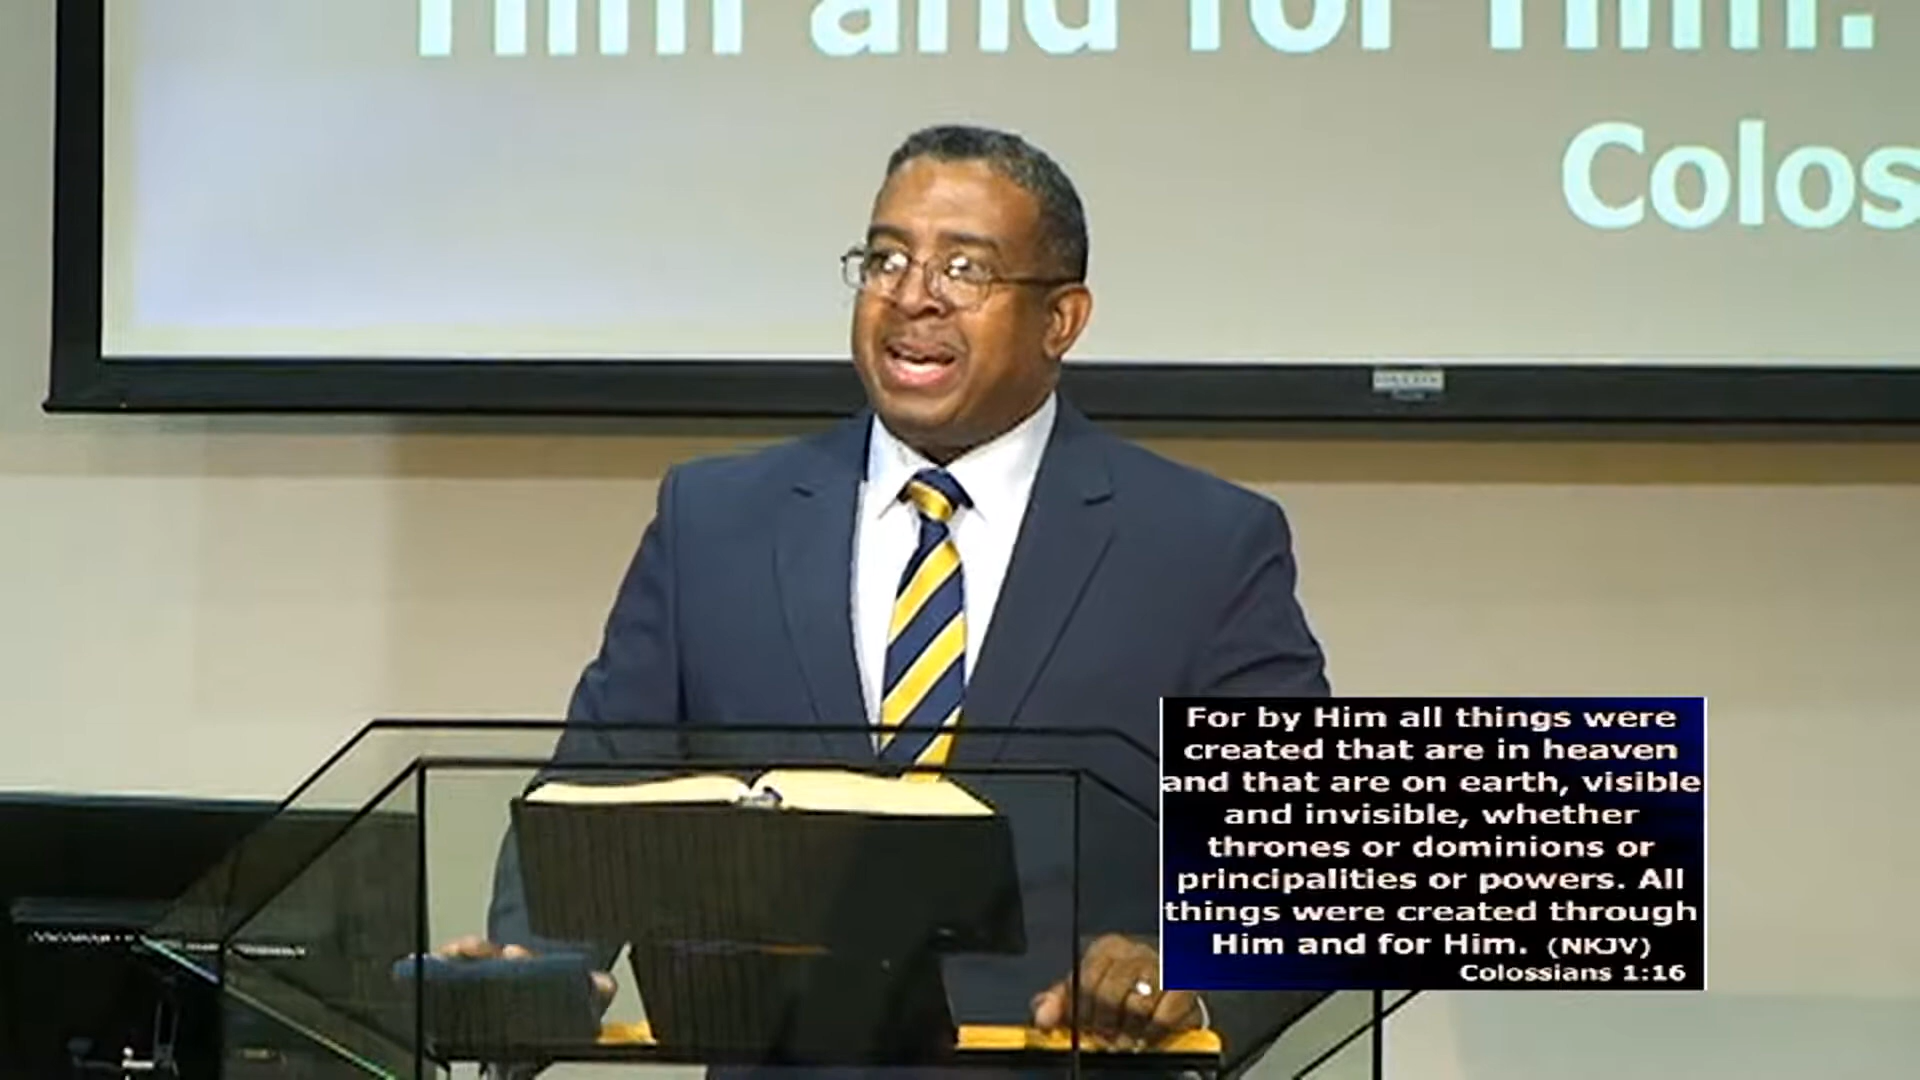 Him and for Him.
Colos
For by Him all things were
created that are in heaven
and that are on earth, visible
and invisible, whether
thrones or dominions or
principalities or powers. All
things were created through
Him and for Him. (NKJV)
Colossians 1:16